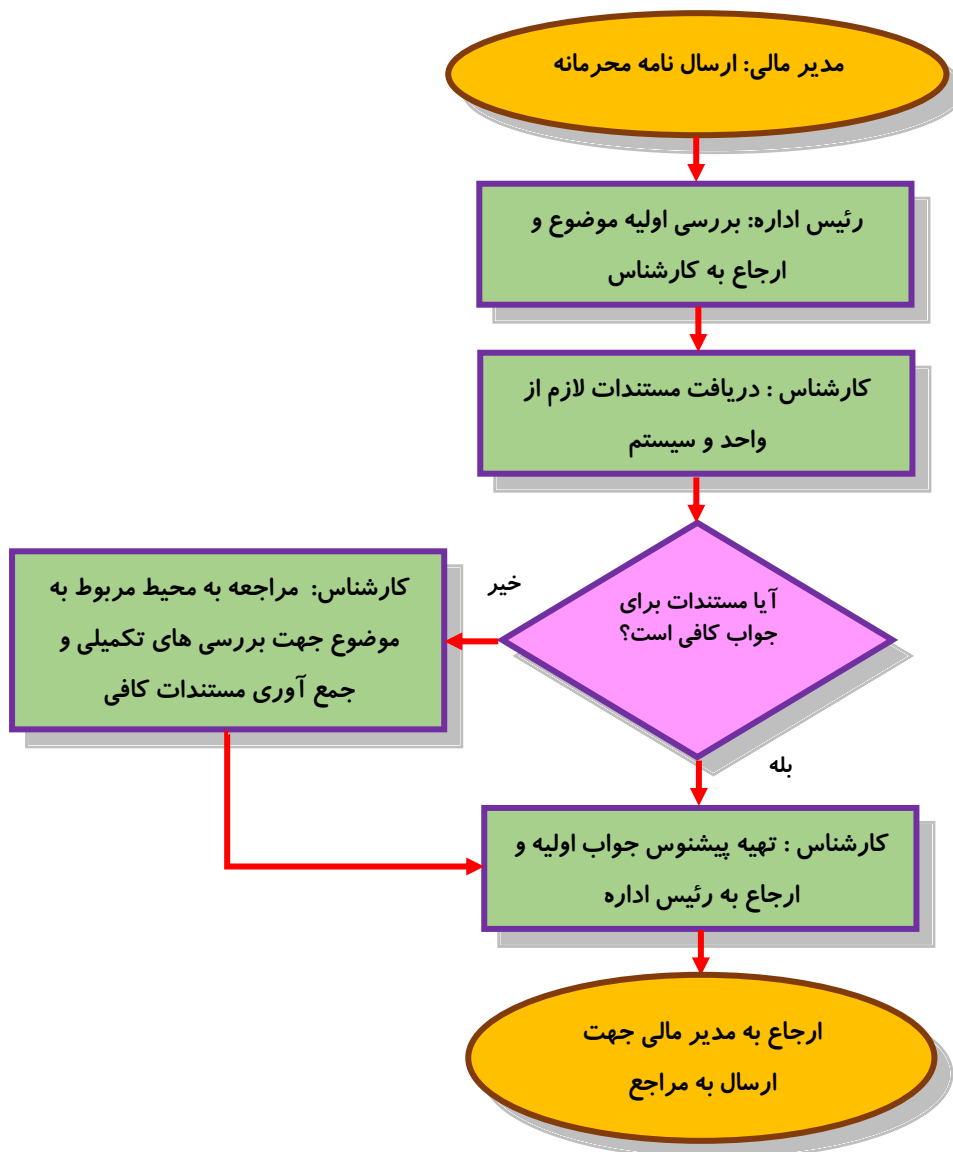 مدیر مالی: ارسال نامه محرمانه
رئیس اداره: بررسی اولیه موضوع و
ارجاع به کارشناس
کارشناس : دریافت مستندات لازم از
واحد و سیستم
آیا مستندات برای
جواب کافی است؟
خیر
کارشناس:  مراجعه به محیط مربوط به
موضوع جهت بررسی های تکمیلی و
جمع آوری مستندات کافی
بله
کارشناس : تهیه پیشنوس جواب اولیه و
ارجاع به رئیس اداره
ارجاع به مدیر مالی جهت
ارسال به مراجع